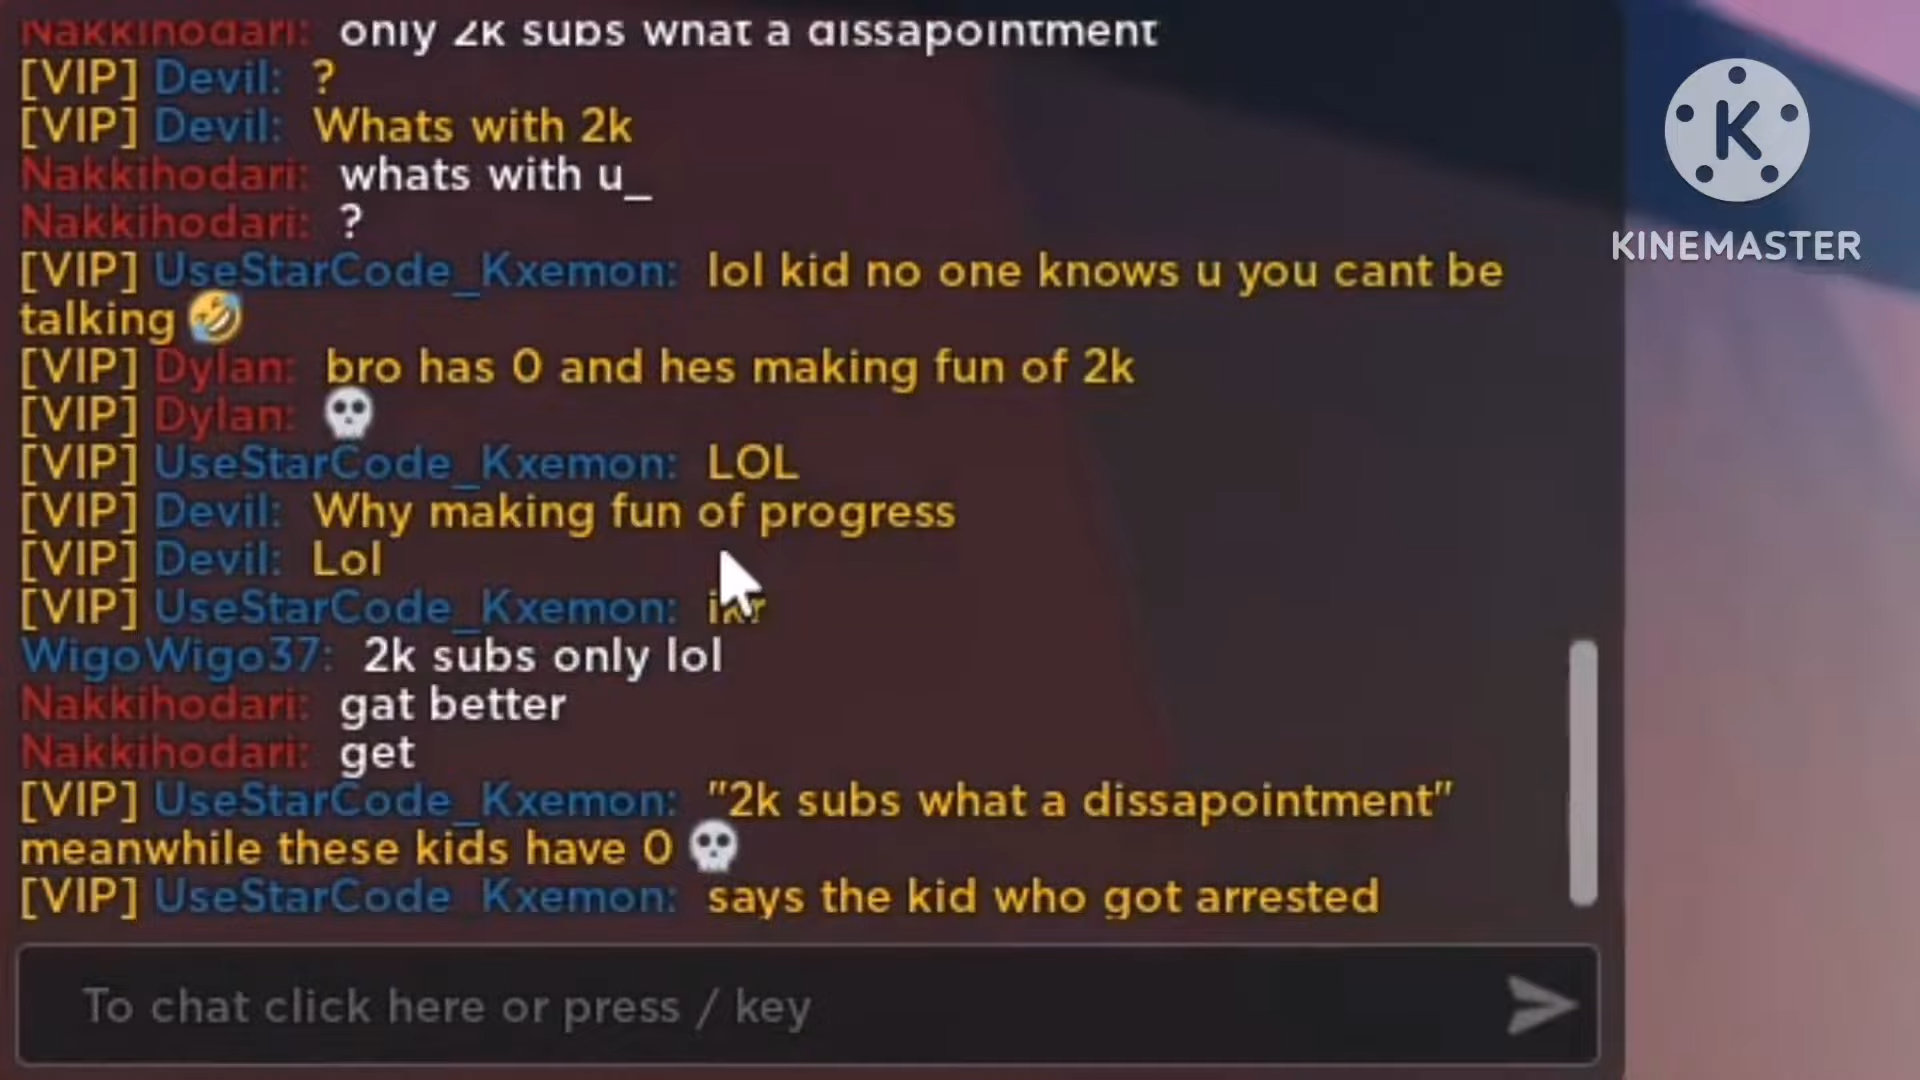 Nakkihodari: only 2k subs what a dissapointment
[VIP] Devil: ?
[VIP] Devil: Whats with 2k
Nakkihodari: whats with u_
Nakkihodari: ?
[VIP] UseStarCode_Kxemon: lol kid no one knows u you cant be
talking 🤣
[VIP] Dylan: bro has 0 and hes making fun of 2k
[VIP] Dylan: 💀
[VIP] UseStarCode_Kxemon: LOL
[VIP] Devil: Why making fun of progress
[VIP] Devil: Lol
[VIP] UseStarCode_Kxemon: ikr
WigoWigo37: 2k subs only lol
Nakkihodari: gat better
Nakkihodari: get
[VIP] UseStarCode_Kxemon: "2k subs what a dissapointment"
meanwhile these kids have 0 💀
[VIP] UseStarCode_Kxemon: says the kid who got arrested
To chat click here or press / key
K
KINEMASTER